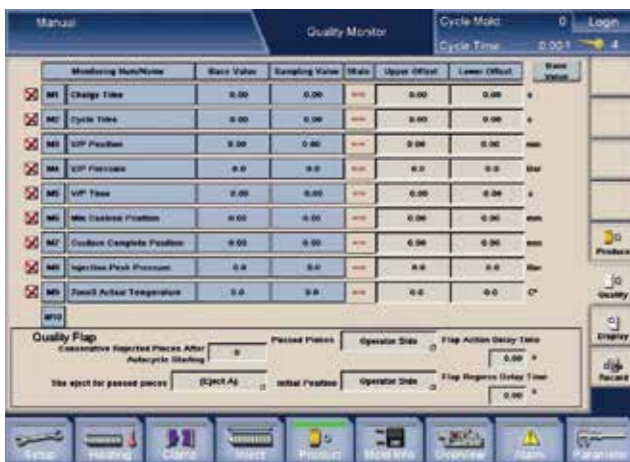 Manual
Quality Monitor
Cycle Mold: 0
Login
Cycle Time: 0.00 s
4
Monitoring Num/Name Base Value Sampling Value State Upper Offset Lower Offset
Base Value
M1 Charge Time 0.00 0.00 0.00 0.00 s
M2 Cycle Time 0.00 0.00 0.00 0.00 s
M3 V/P Position 0.00 0.00 0.00 0.00 mm
M4 V/P Pressure 0.0 0.0 0.0 0.0 Bar
M5 V/P Time 0.00 0.00 0.00 0.00 s
M6 Min Cushion Position 0.00 0.00 0.00 0.00 mm
M7 Cushion Complete Position 0.00 0.00 0.00 0.00 mm
M8 Injection Peak Pressure 0.0 0.0 0.0 0.0 Bar
M9 Zone3 Actual Temperature 0.0 0.0 0.0 0.0 C°
M10
Produce
Quality
Display
Record
Quality Flap
Consecutive Rejected Pieces After Autocycle Starting 0
Passed Pieces Operator Side
Flap Action Delay Time 0.00 s
The eject for passed pieces (Eject A)
Initial Position Operator Side
Flap Regress Delay Time 0.00 s
Setup Heating Clamp Inject Product Mold Info Overview Alarm Parameter